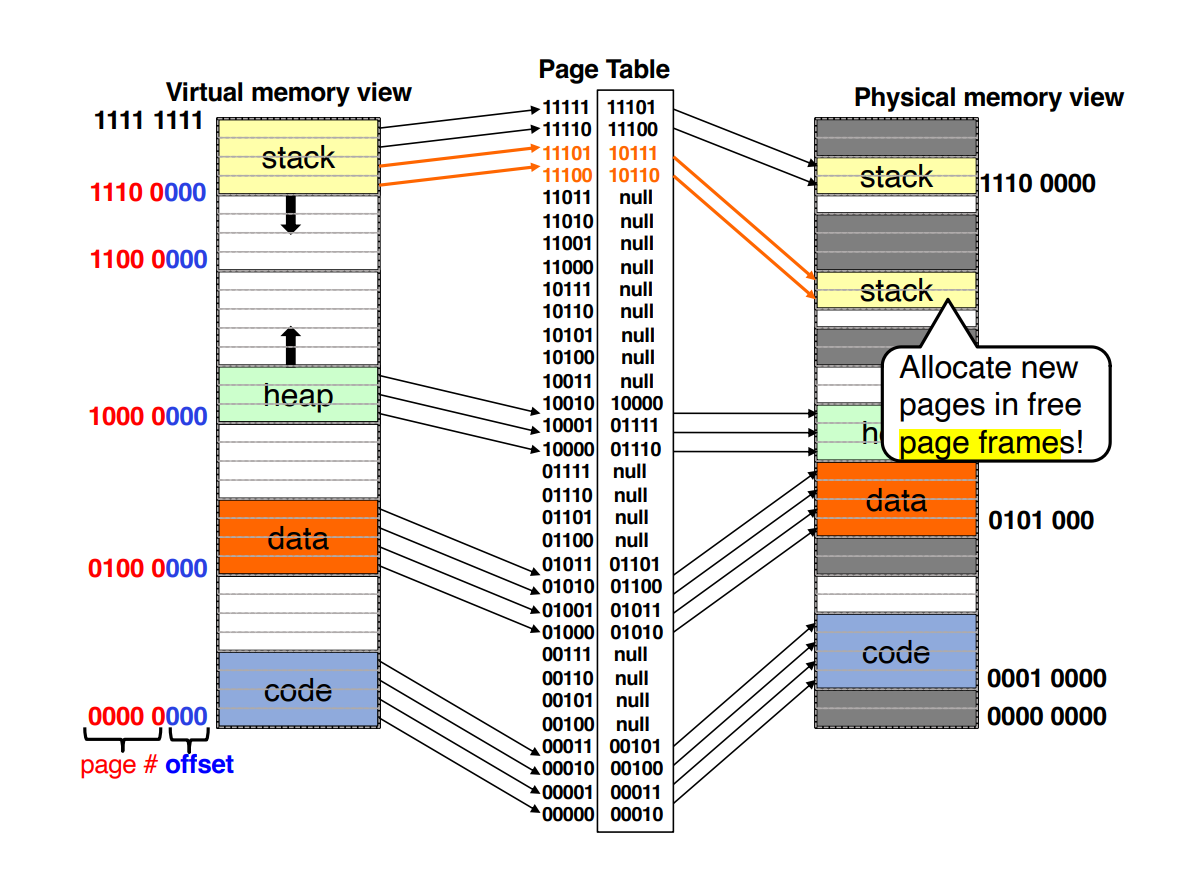 Page Table
Virtual memory view
Physical memory view
1111 1111
1110 0000
1100 0000
1000 0000
0100 0000
0000 0000
page # offset
stack
heap
data
code
11111 11101
11110 11100
11101 10111
11100 10110
11011 null
11010 null
11001 null
11000 null
10111 null
10110 null
10101 null
10100 null
10011 null
10010 10000
10001 01111
10000 01110
01111 null
01110 null
01101 null
01100 null
01011 01101
01010 01100
01001 01011
01000 01010
00111 null
00110 null
00101 null
00100 null
00011 00101
00010 00100
00001 00011
00000 00010
stack
1110 0000
stack
Allocate new
pages in free
page frames!
data
0101 000
code
0001 0000
0000 0000